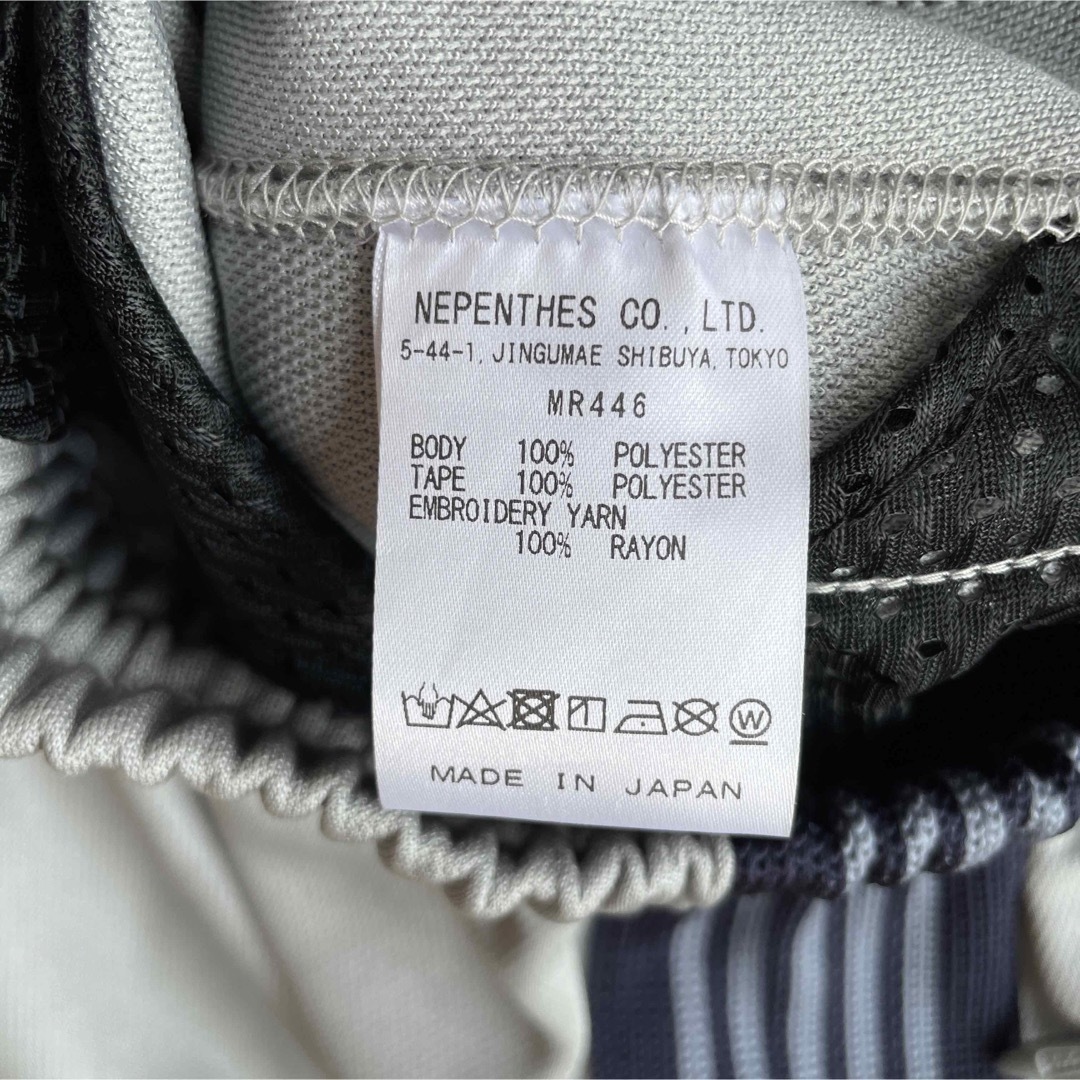 NEPENTHES CO.,LTD.
5-44-1, JINGUMAE SHIBUYA, TOKYO
MR446
BODY 100% POLYESTER
TAPE 100% POLYESTER
EMBROIDERY YARN
100% RAYON
W
MADE IN JAPAN